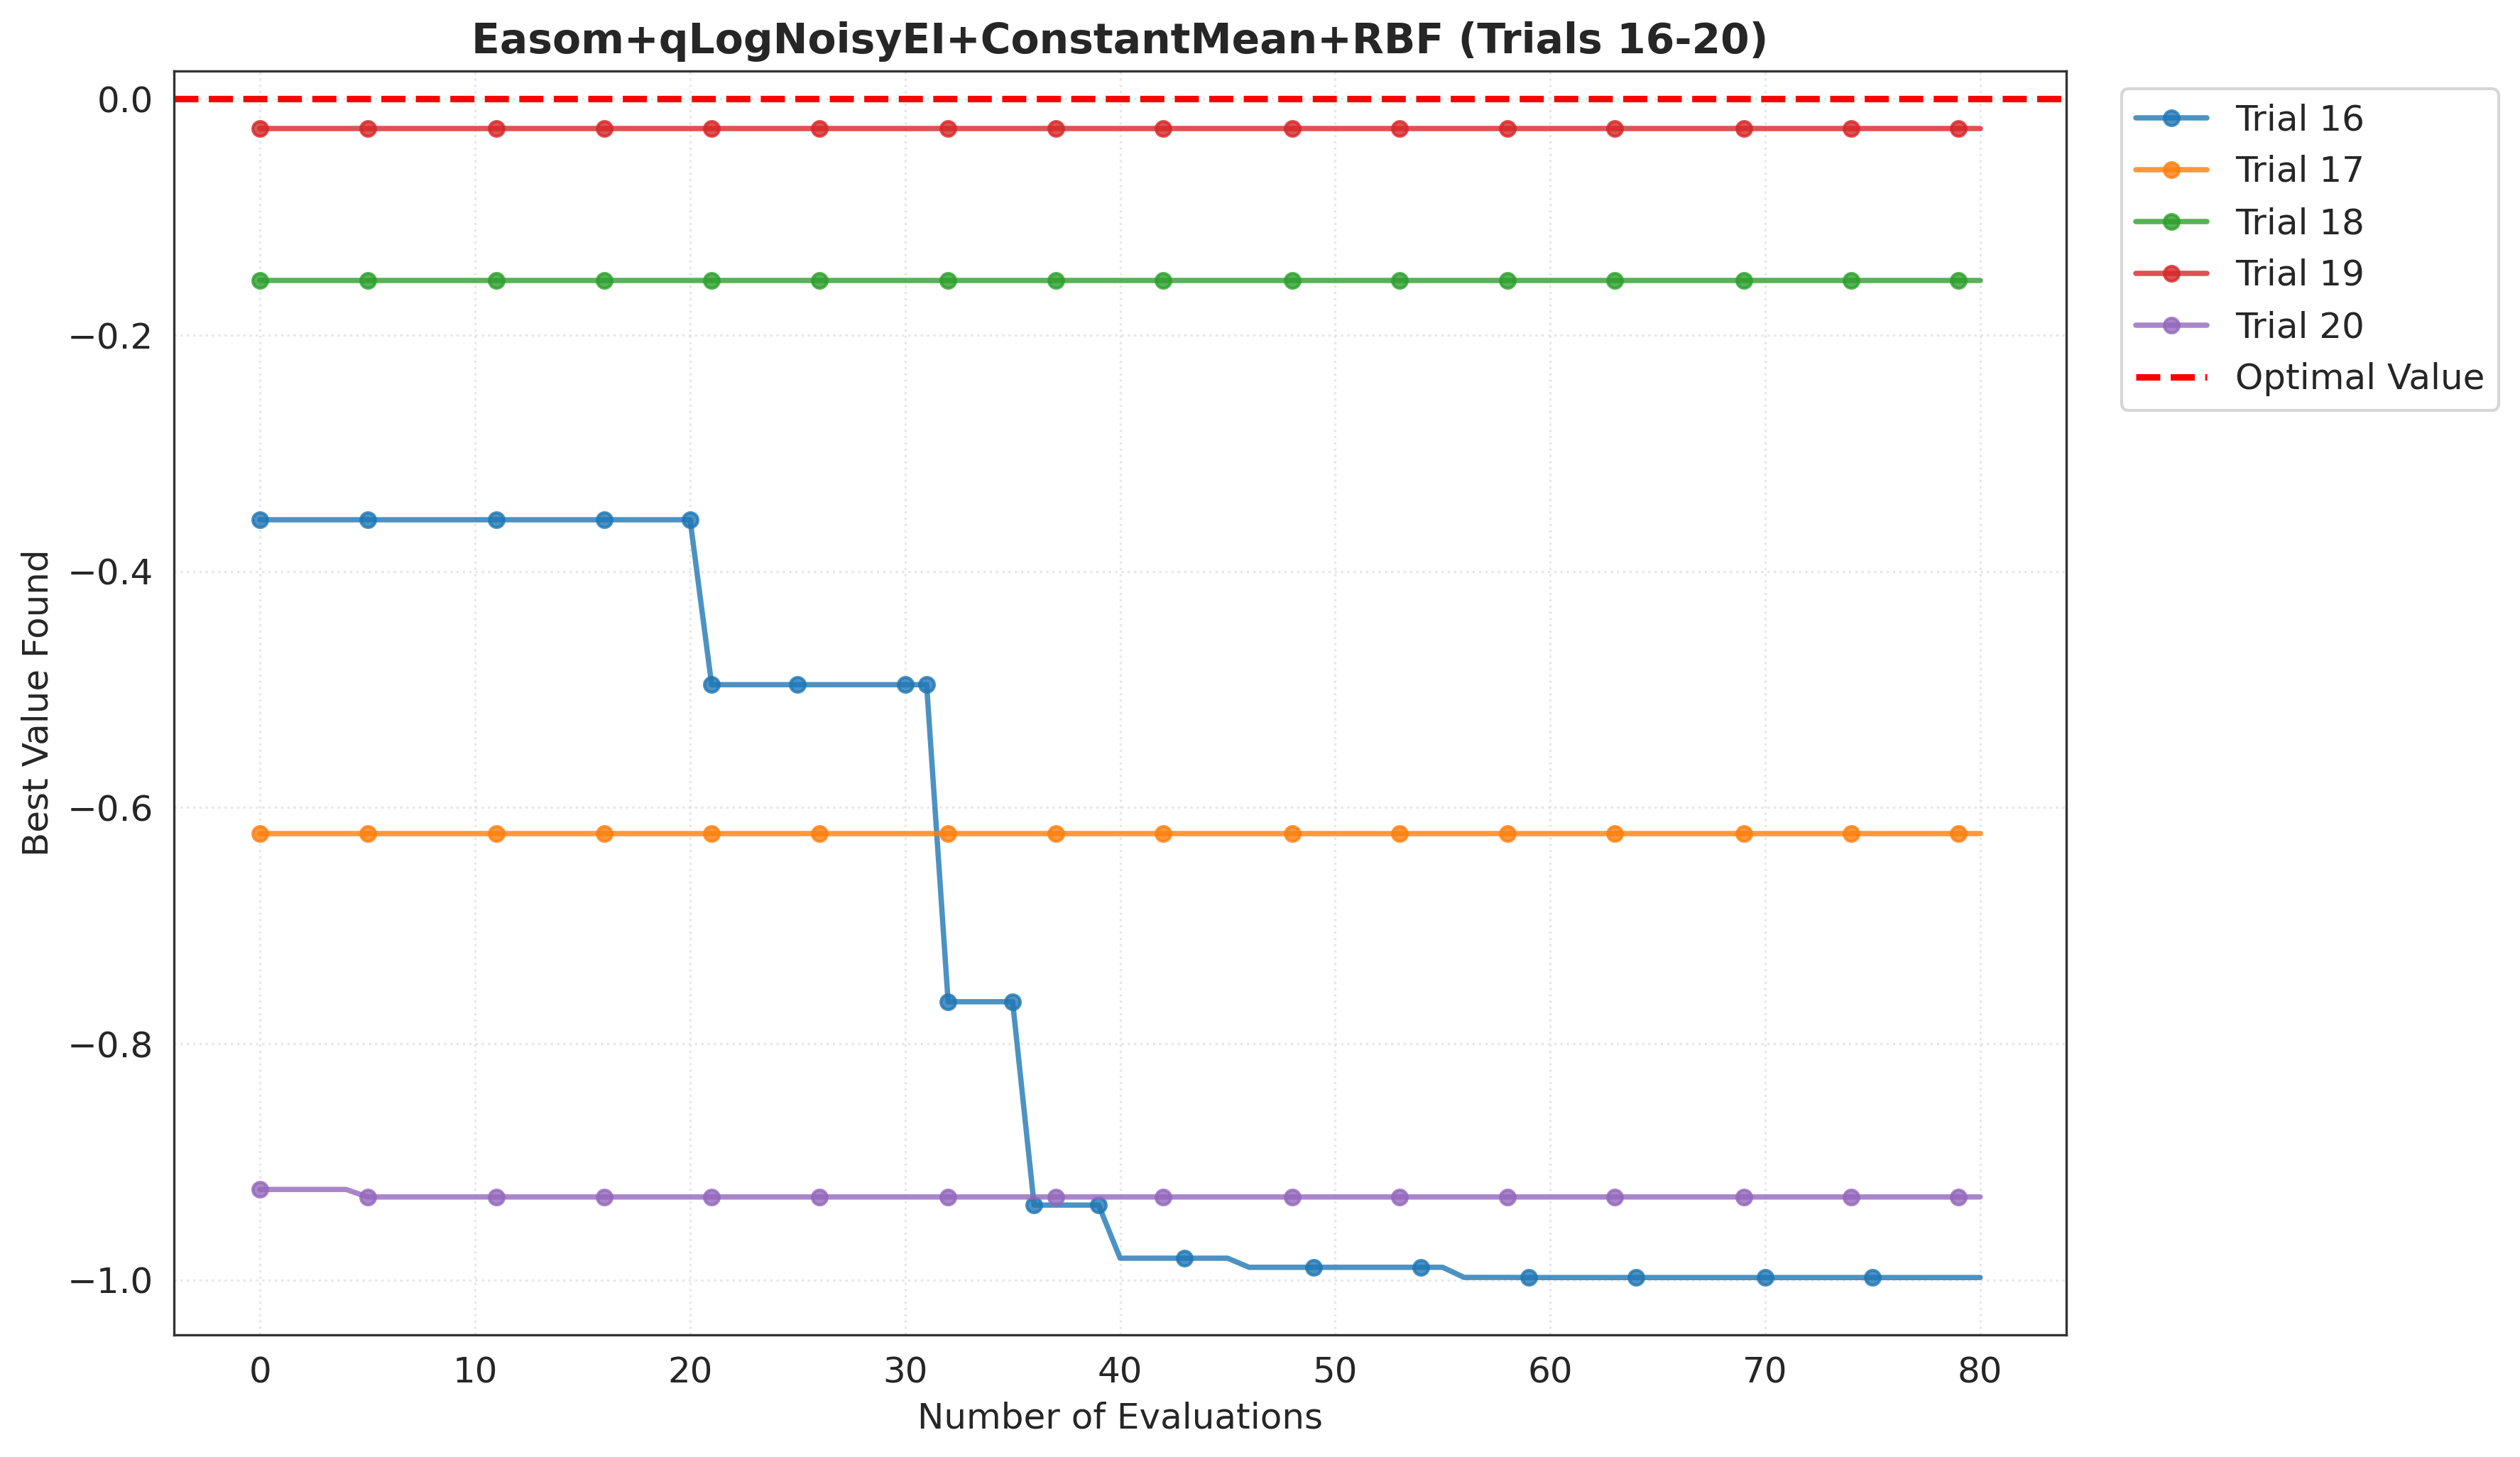 Easom+qLogNoisyEI+ConstantMean+RBF (Trials 16-20)
Best Value Found
0.0
−0.2
−0.4
−0.6
−0.8
−1.0
0 10 20 30 40 50 60 70 80
Number of Evaluations
Trial 16
Trial 17
Trial 18
Trial 19
Trial 20
Optimal Value